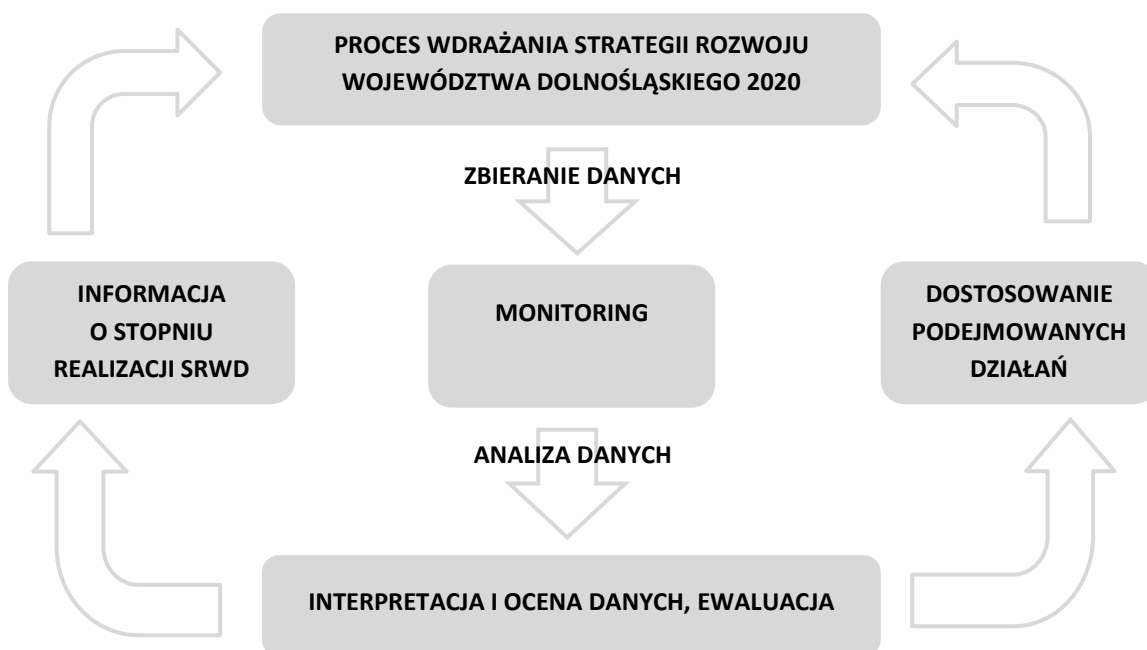 PROCES WDRAŻANIA STRATEGII ROZWOJU
WOJEWÓDZTWA DOLNOŚLĄSKIEGO 2020
ZBIERANIE DANYCH
INFORMACJA
O STOPNIU
REALIZACJI SRWD
MONITORING
DOSTOSOWANIE
PODEJMOWANYCH
DZIAŁAŃ
ANALIZA DANYCH
INTERPRETACJA I OCENA DANYCH, EWALUACJA